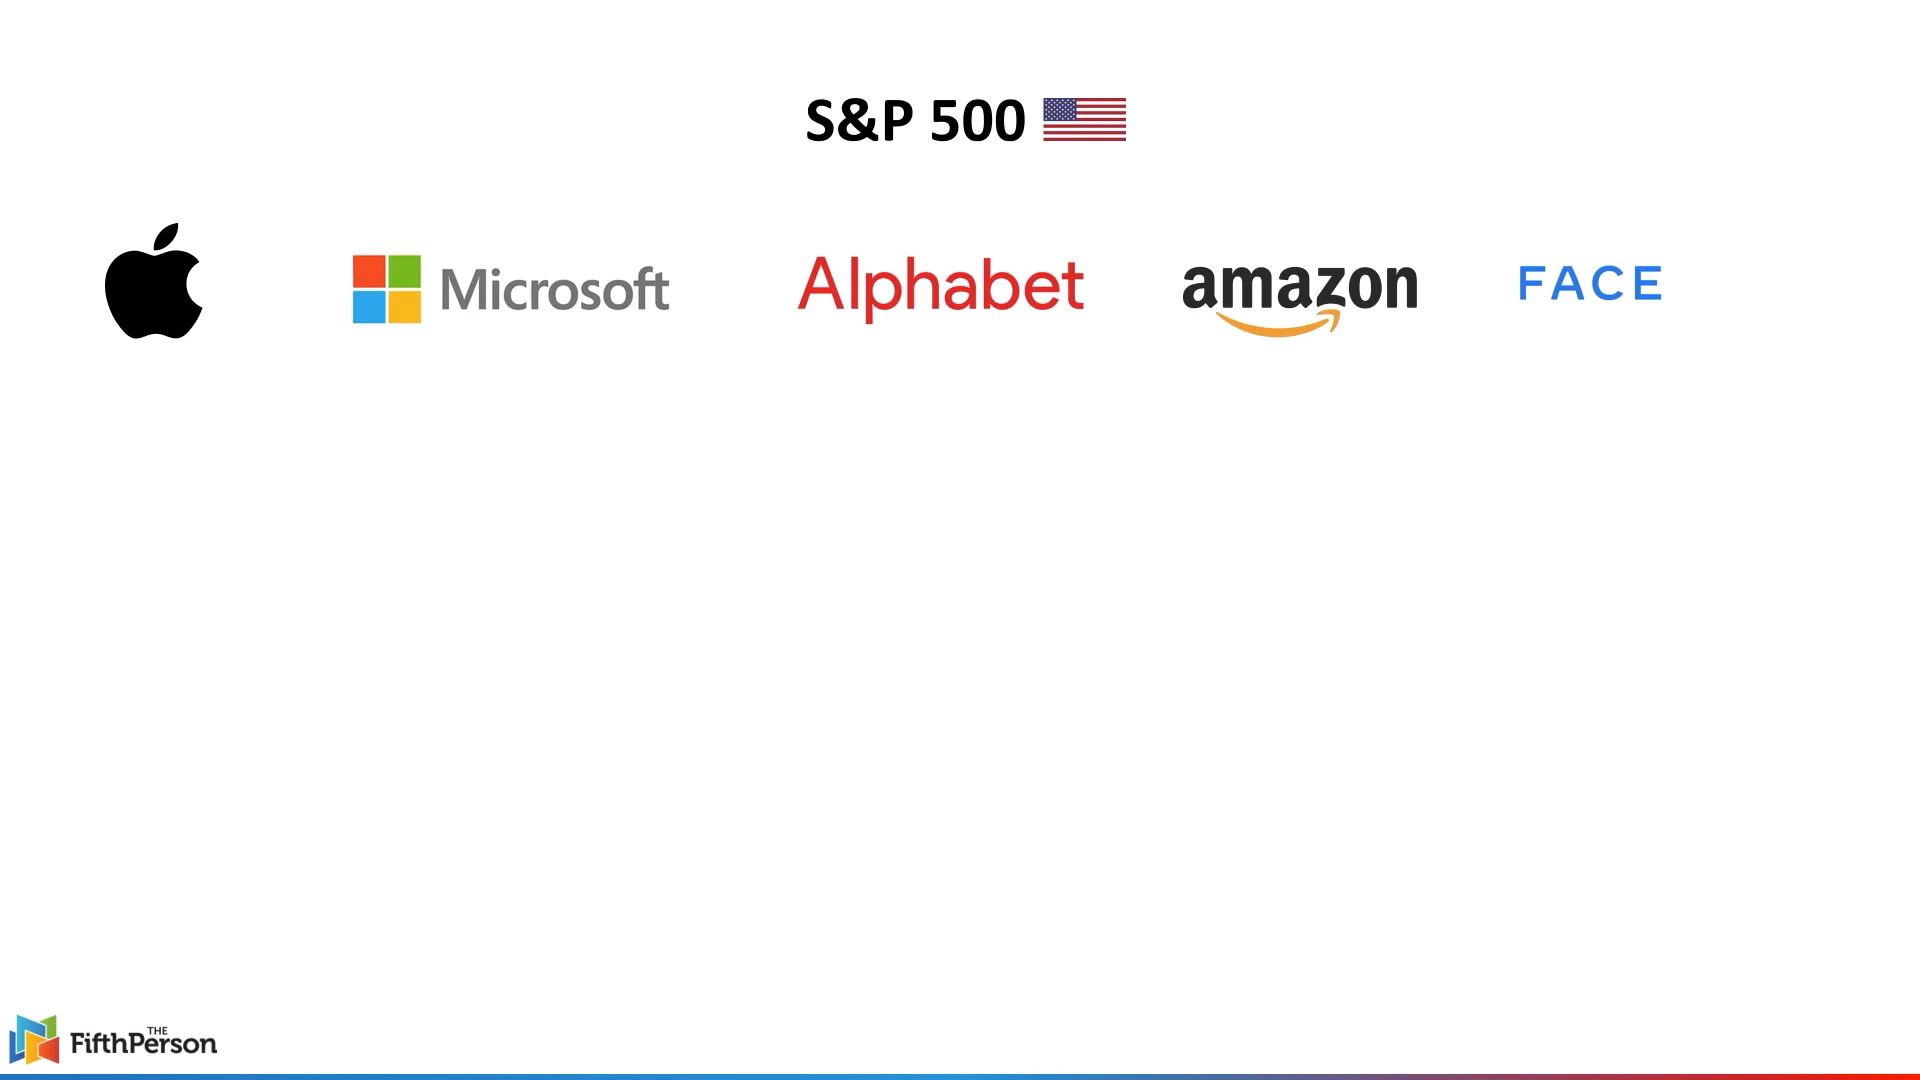 S&P 500
Microsoft
Alphabet
amazon
FACE
THE
FifthPerson